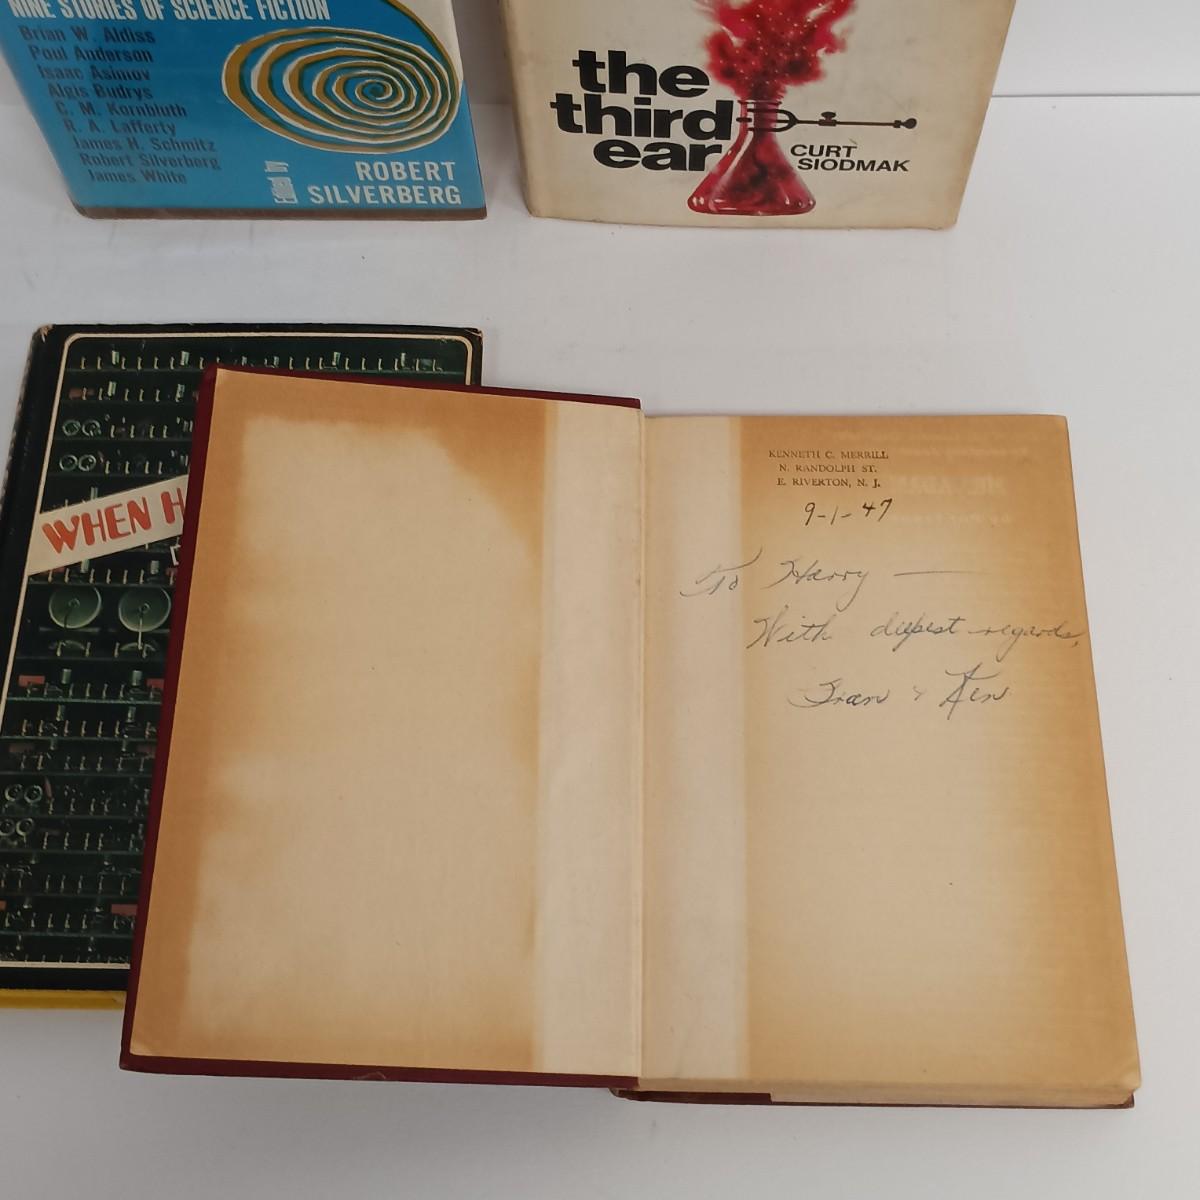 NINE STORIES OF SCIENCE FICTION
Brian W. Aldiss
Poul Anderson
Isaac Asimov
Algis Budrys
C. M. Kornbluth
R. A. Lafferty
James H. Schmitz
Robert Silverberg
James White
ROBERT
SILVERBERG
the
third
ear
CURT
SIODMAK
WHEN H
KENNETH C. MERRILL
N. RANDOLPH ST.
E. RIVERTON, N. J.
9-1-47
To Harry —
With deepest regards,
Fran & Ken